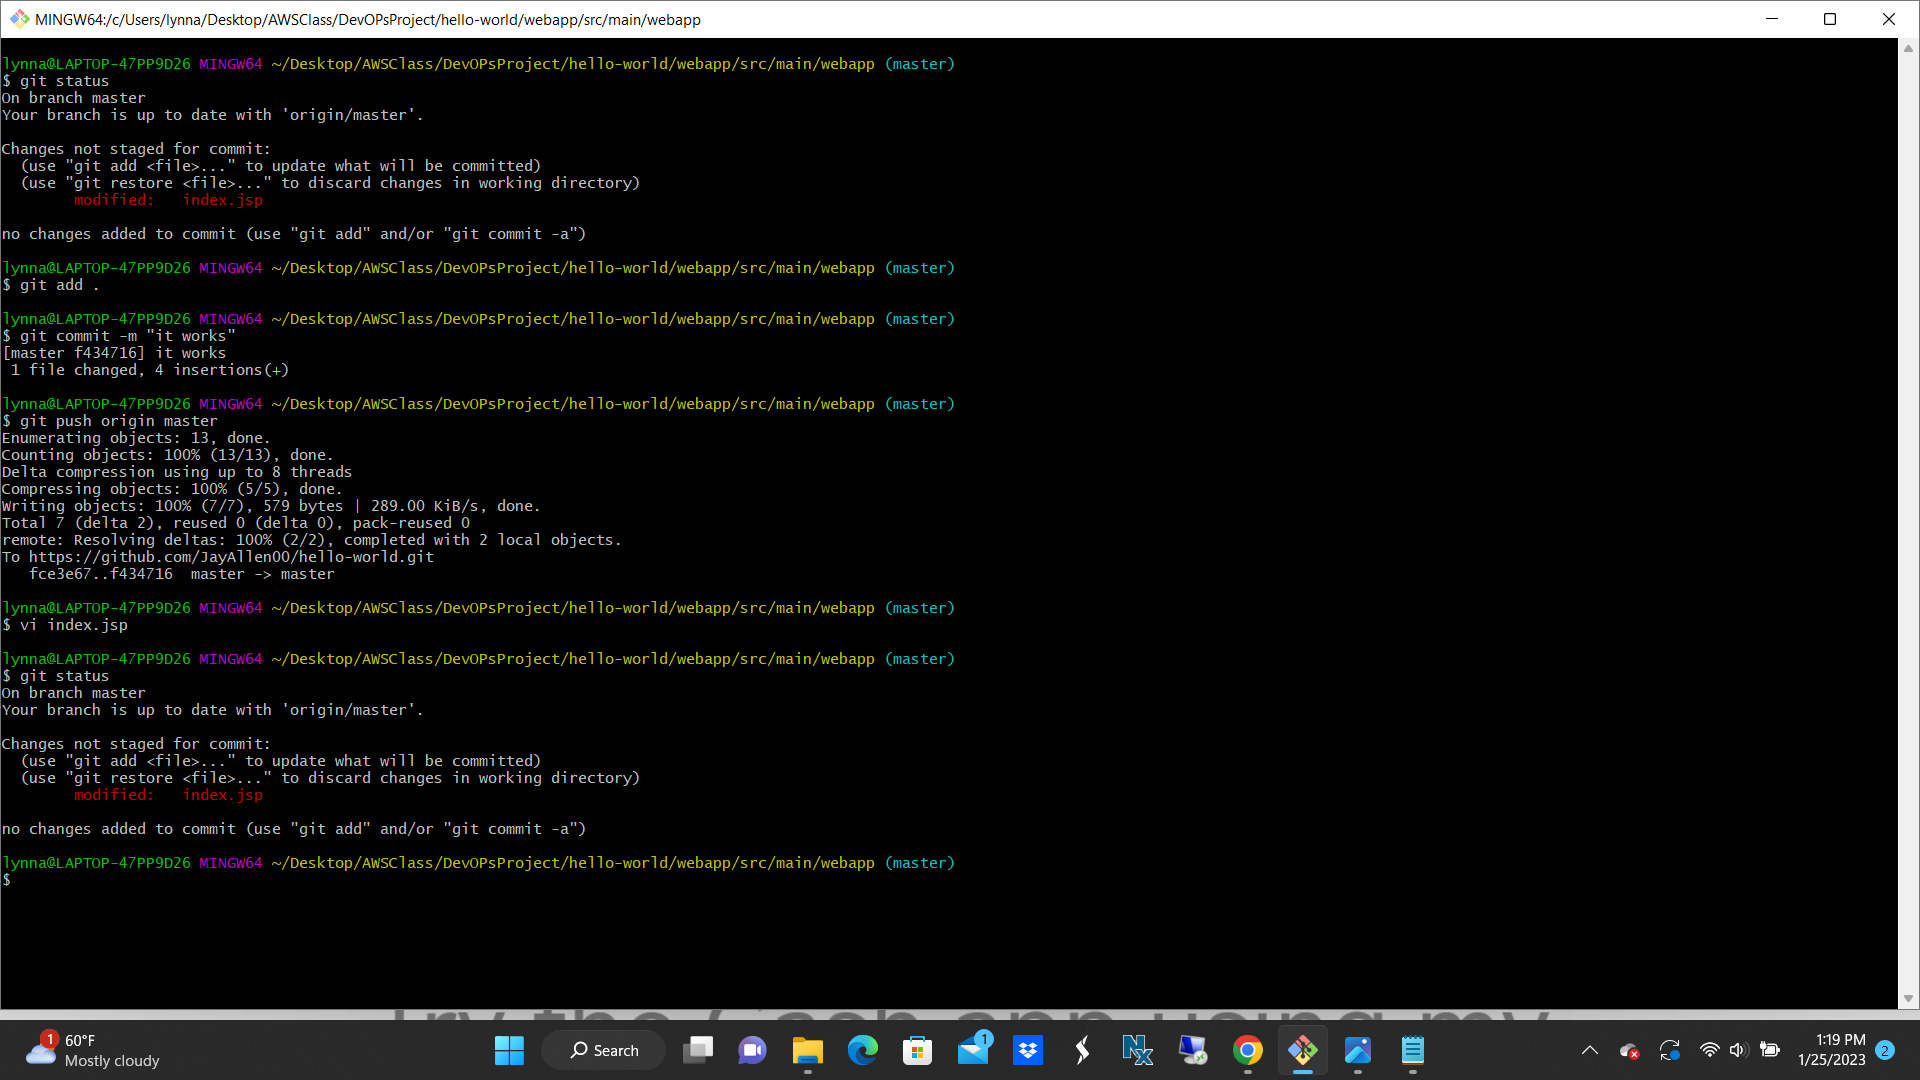 MINGW64:/c/Users/lynna/Desktop/AWSClass/DevOPsProject/hello-world/webapp/src/main/webapp
lynna@LAPTOP-47PP9D26 MINGW64 ~/Desktop/AWSClass/DevOPsProject/hello-world/webapp/src/main/webapp (master)
$ git status
On branch master
Your branch is up to date with 'origin/master'.
Changes not staged for commit:
  (use "git add <file>..." to update what will be committed)
  (use "git restore <file>..." to discard changes in working directory)
        modified:   index.jsp
no changes added to commit (use "git add" and/or "git commit -a")
lynna@LAPTOP-47PP9D26 MINGW64 ~/Desktop/AWSClass/DevOPsProject/hello-world/webapp/src/main/webapp (master)
$ git add .
lynna@LAPTOP-47PP9D26 MINGW64 ~/Desktop/AWSClass/DevOPsProject/hello-world/webapp/src/main/webapp (master)
$ git commit -m "it works"
[master f434716] it works
 1 file changed, 4 insertions(+)
lynna@LAPTOP-47PP9D26 MINGW64 ~/Desktop/AWSClass/DevOPsProject/hello-world/webapp/src/main/webapp (master)
$ git push origin master
Enumerating objects: 13, done.
Counting objects: 100% (13/13), done.
Delta compression using up to 8 threads
Compressing objects: 100% (5/5), done.
Writing objects: 100% (7/7), 579 bytes | 289.00 KiB/s, done.
Total 7 (delta 2), reused 0 (delta 0), pack-reused 0
remote: Resolving deltas: 100% (2/2), completed with 2 local objects.
To https://github.com/JayAllen00/hello-world.git
   fce3e67..f434716  master -> master
lynna@LAPTOP-47PP9D26 MINGW64 ~/Desktop/AWSClass/DevOPsProject/hello-world/webapp/src/main/webapp (master)
$ vi index.jsp
lynna@LAPTOP-47PP9D26 MINGW64 ~/Desktop/AWSClass/DevOPsProject/hello-world/webapp/src/main/webapp (master)
$ git status
On branch master
Your branch is up to date with 'origin/master'.
Changes not staged for commit:
  (use "git add <file>..." to update what will be committed)
  (use "git restore <file>..." to discard changes in working directory)
        modified:   index.jsp
no changes added to commit (use "git add" and/or "git commit -a")
lynna@LAPTOP-47PP9D26 MINGW64 ~/Desktop/AWSClass/DevOPsProject/hello-world/webapp/src/main/webapp (master)
$
Try the Cash app using my
1
60°F
Mostly cloudy
Search
1
Nx
1:19 PM
1/25/2023
2